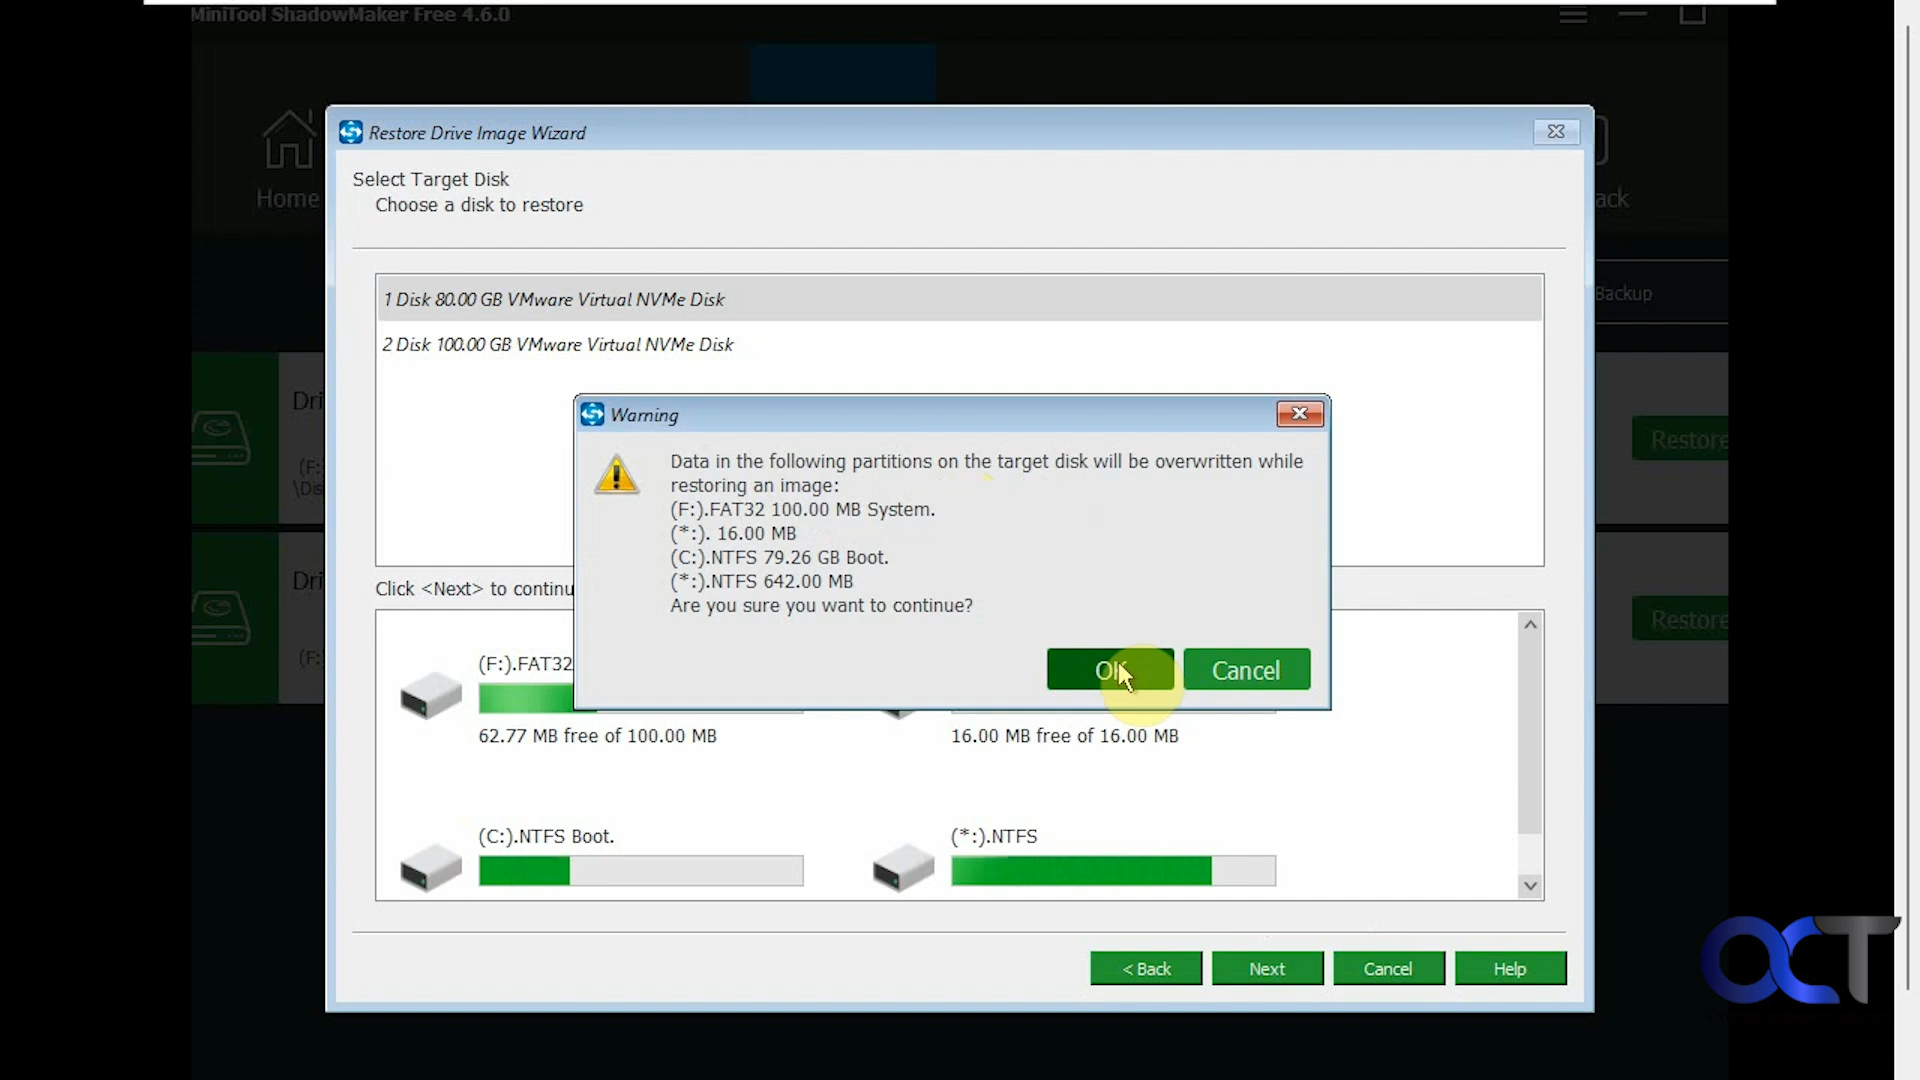 MiniTool ShadowMaker Free 4.6.0
Restore Drive Image Wizard
Home
ack
Select Target Disk
Choose a disk to restore
Backup
1 Disk 80.00 GB VMware Virtual NVMe Disk
2 Disk 100.00 GB VMware Virtual NVMe Disk
Dri
(F:
\Dis
Restore
Warning
Data in the following partitions on the target disk will be overwritten while
restoring an image:
(F:).FAT32 100.00 MB System.
(*:). 16.00 MB
(C:).NTFS 79.26 GB Boot.
(*:).NTFS 642.00 MB
Are you sure you want to continue?
OK
Cancel
Click <Next> to continu
Dri
(F:
Restore
(F:).FAT32
62.77 MB free of 100.00 MB
16.00 MB free of 16.00 MB
(C:).NTFS Boot.
(*:).NTFS
< Back
Next
Cancel
Help
OCT